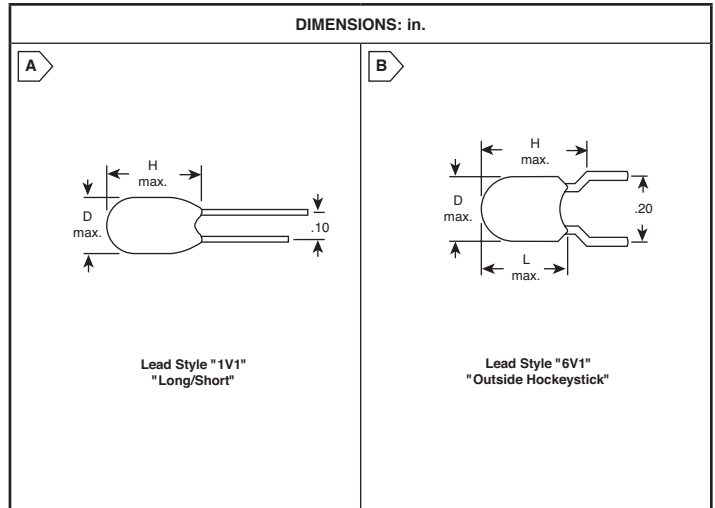 DIMENSIONS: in.
A
H
max.
D
max.
.10
Lead Style "1V1"
"Long/Short"
B
H
max.
D
max.
.20
L
max.
Lead Style "6V1"
"Outside Hockeystick"